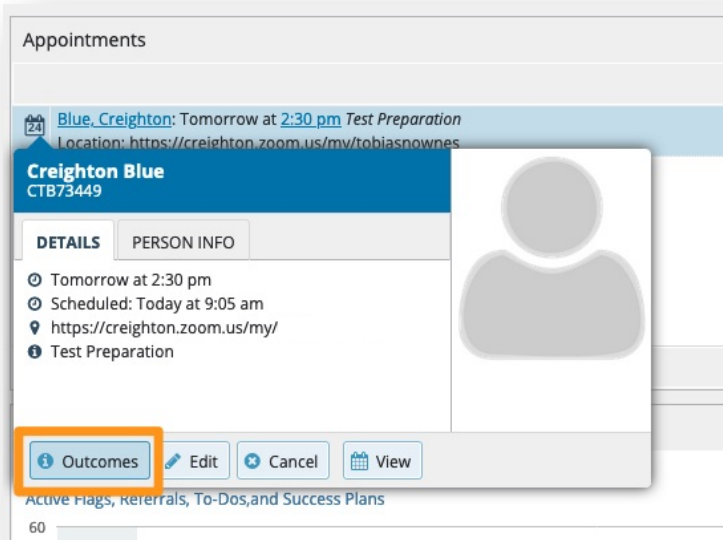 Appointments
24 Blue, Creighton: Tomorrow at 2:30 pm Test Preparation
Location: https://creighton.zoom.us/my/tobiasnownes
Creighton Blue
CTB73449
DETAILS PERSON INFO
Tomorrow at 2:30 pm
Scheduled: Today at 9:05 am
https://creighton.zoom.us/my/
Test Preparation
Outcomes Edit Cancel View
Active Flags, Referrals, To-Dos,and Success Plans
60